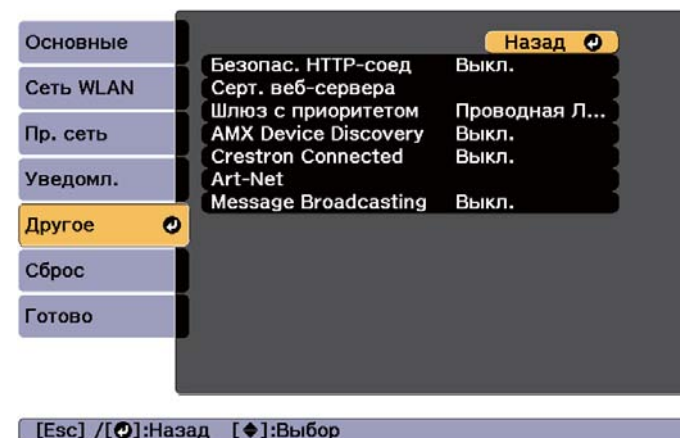 Основные
Сеть WLAN
Пр. сеть
Уведомл.
Другое
Сброс
Готово
Назад
Безопас. HTTP-соед Выкл.
Серт. веб-сервера
Шлюз с приоритетом Проводная Л...
AMX Device Discovery Выкл.
Crestron Connected Выкл.
Art-Net
Message Broadcasting Выкл.
[Esc] /[]:Назад []:Выбор